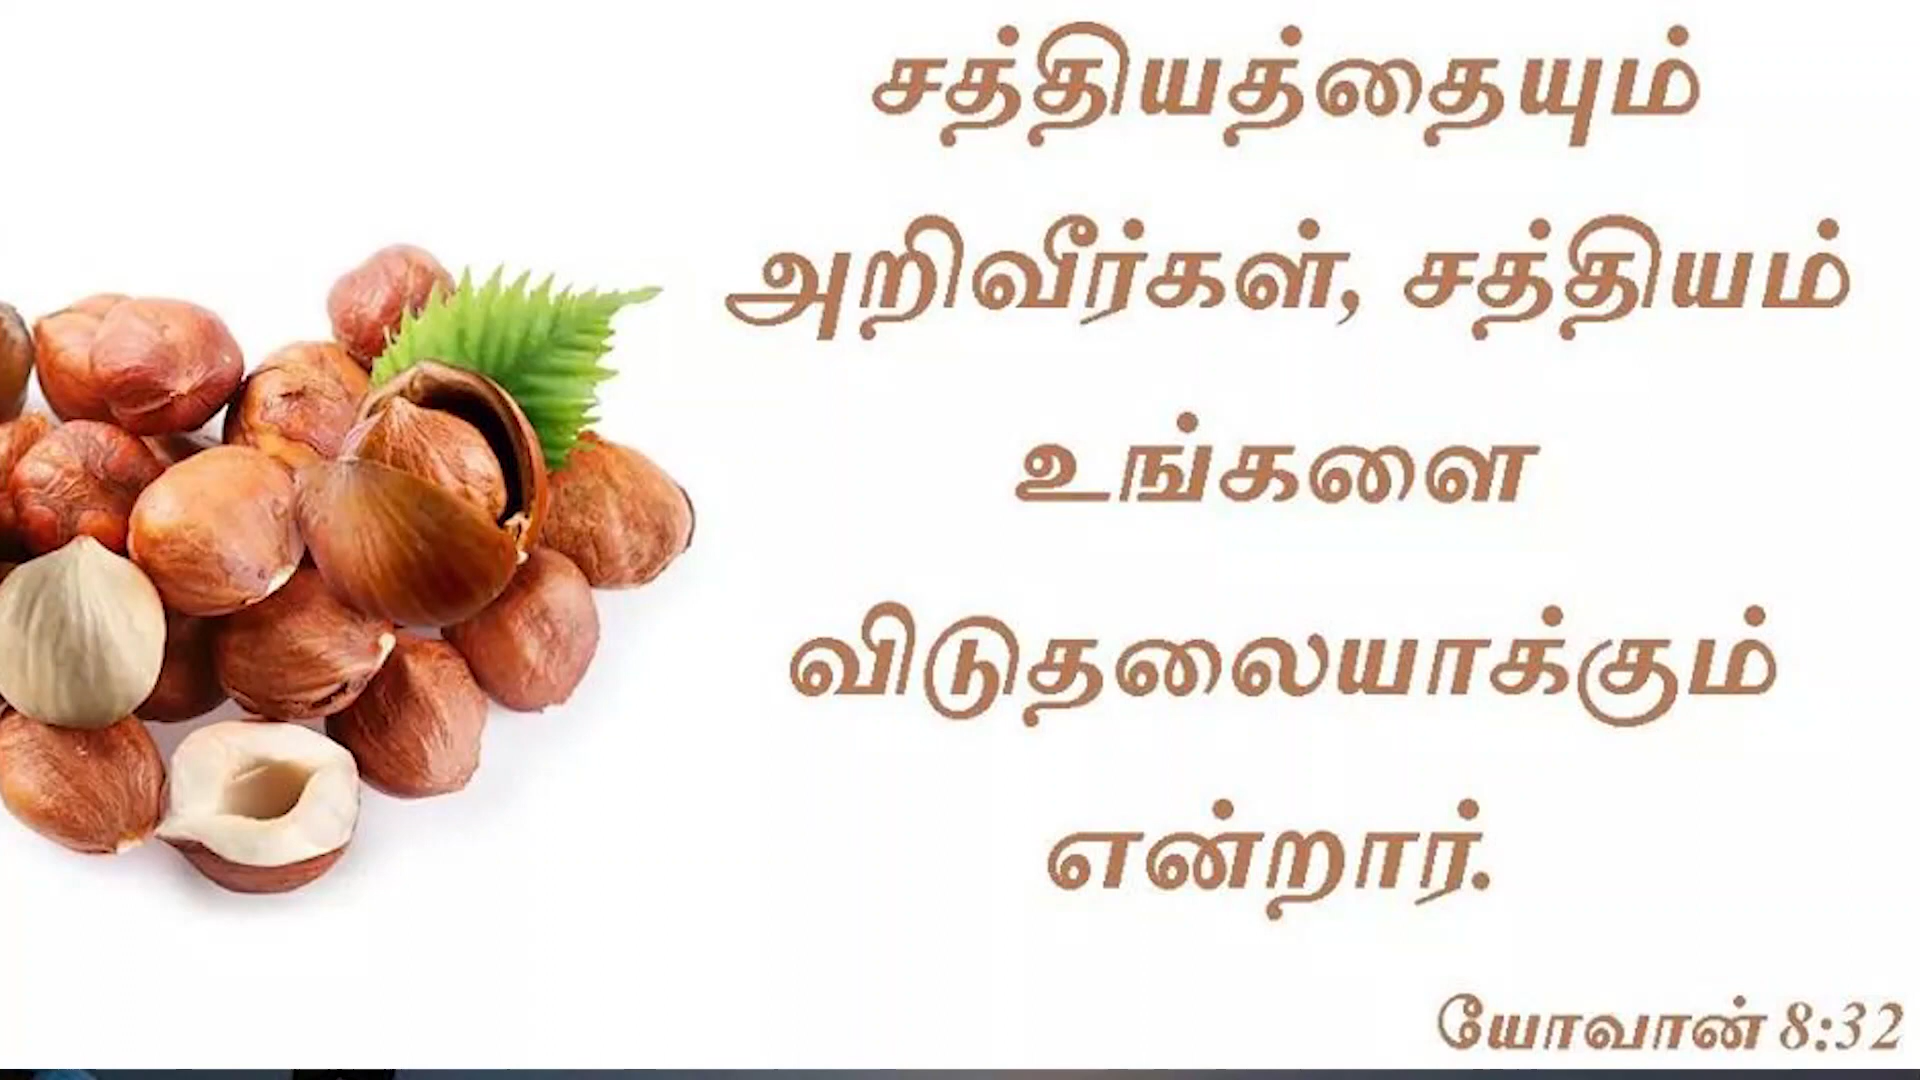 சத்தியத்தையும்
அறிவீர்கள், சத்தியம்
உங்களை
விடுதலையாக்கும்
என்றார்.
யோவான் 8:32